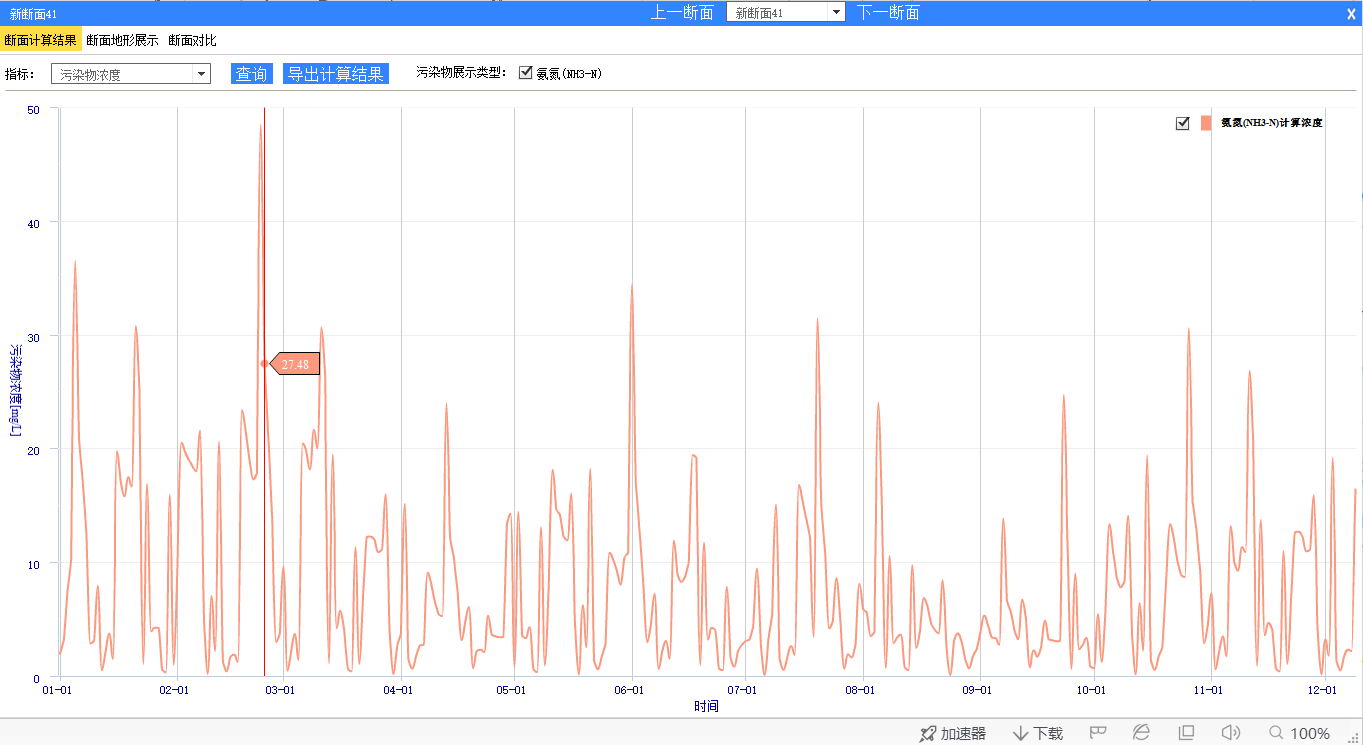 新断面41 上一断面 新断面41 下一断面 X
断面计算结果 断面地形展示 断面对比
指标： 污染物浓度 查询 导出计算结果 污染物展示类型： 氨氮(NH3-N)
50
氨氮(NH3-N)计算浓度
40
30
27.48
污染物浓度[mg/L]
20
10
0
01-01 02-01 03-01 04-01 05-01 06-01 07-01 08-01 09-01 10-01 11-01 12-01
时间
加速器 下载 100%